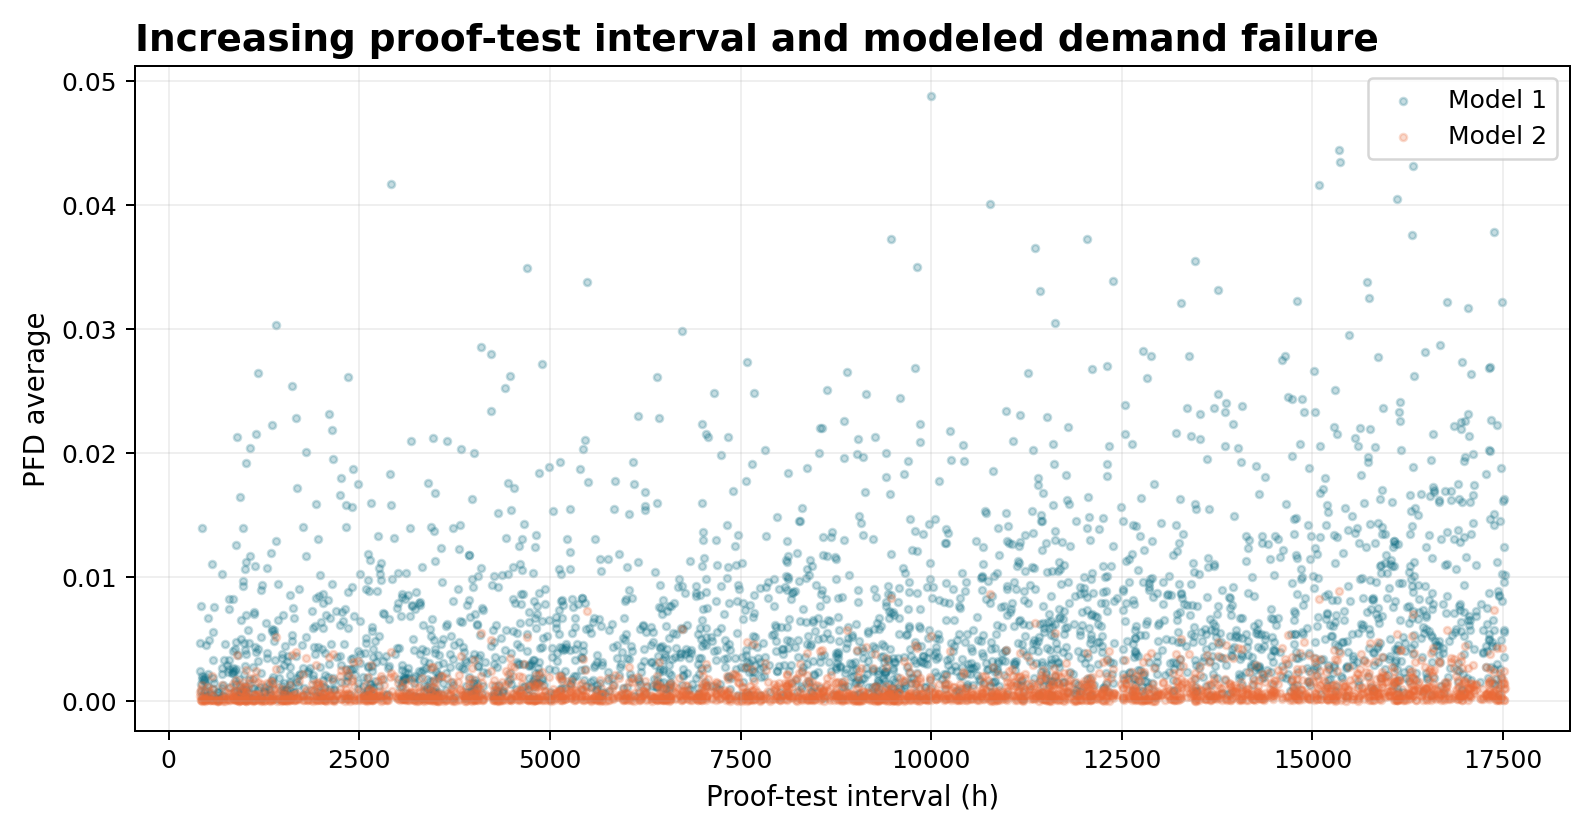 Increasing proof-test interval and modeled demand failure
0.05
0.04
0.03
0.02
0.01
0.00
PFD average
Model 1
Model 2
0
2500
5000
7500
10000
12500
15000
17500
Proof-test interval (h)